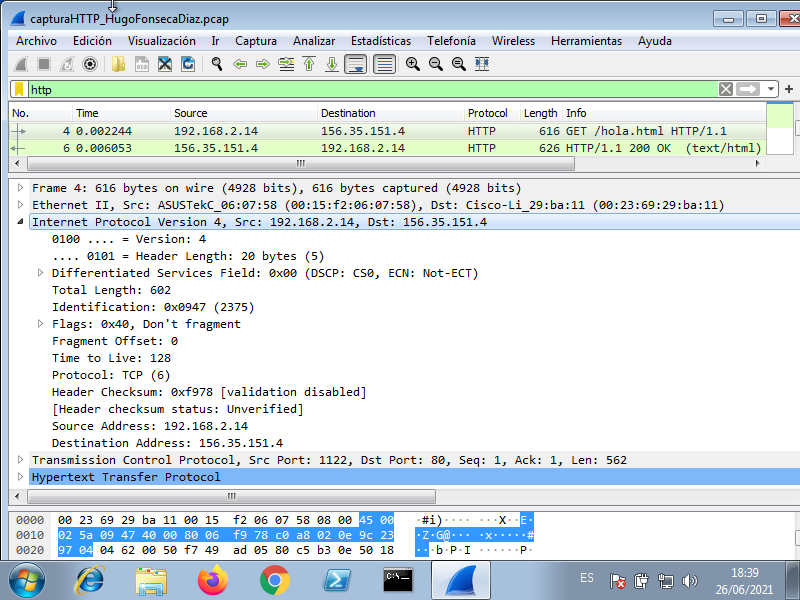 capturaHTTP_HugoFonsecaDiaz.pcap
Archivo Edición Visualización Ir Captura Analizar Estadísticas Telefonía Wireless Herramientas Ayuda
http
No. Time Source Destination Protocol Length Info
4 0.002244 192.168.2.14 156.35.151.4 HTTP 616 GET /hola.html HTTP/1.1
6 0.006053 156.35.151.4 192.168.2.14 HTTP 626 HTTP/1.1 200 OK (text/html)
Frame 4: 616 bytes on wire (4928 bits), 616 bytes captured (4928 bits)
Ethernet II, Src: ASUSTekC_06:07:58 (00:15:f2:06:07:58), Dst: Cisco-Li_29:ba:11 (00:23:69:29:ba:11)
Internet Protocol Version 4, Src: 192.168.2.14, Dst: 156.35.151.4
0100 .... = Version: 4
.... 0101 = Header Length: 20 bytes (5)
Differentiated Services Field: 0x00 (DSCP: CS0, ECN: Not-ECT)
Total Length: 602
Identification: 0x0947 (2375)
Flags: 0x40, Don't fragment
Fragment Offset: 0
Time to Live: 128
Protocol: TCP (6)
Header Checksum: 0xf978 [validation disabled]
[Header checksum status: Unverified]
Source Address: 192.168.2.14
Destination Address: 156.35.151.4
Transmission Control Protocol, Src Port: 1122, Dst Port: 80, Seq: 1, Ack: 1, Len: 562
Hypertext Transfer Protocol
0000 00 23 69 29 ba 11 00 15 f2 06 07 58 08 00 45 00 ·#i)···· ···X··E·
0010 02 5a 09 47 40 00 80 06 f9 78 c0 a8 02 0e 9c 23 ·Z·G@··· ·x·····#
0020 97 04 04 62 00 50 f7 49 ad 05 80 c5 b3 0e 50 18 ···b·P·I ······P·
C:\_
ES
18:39
26/06/2021